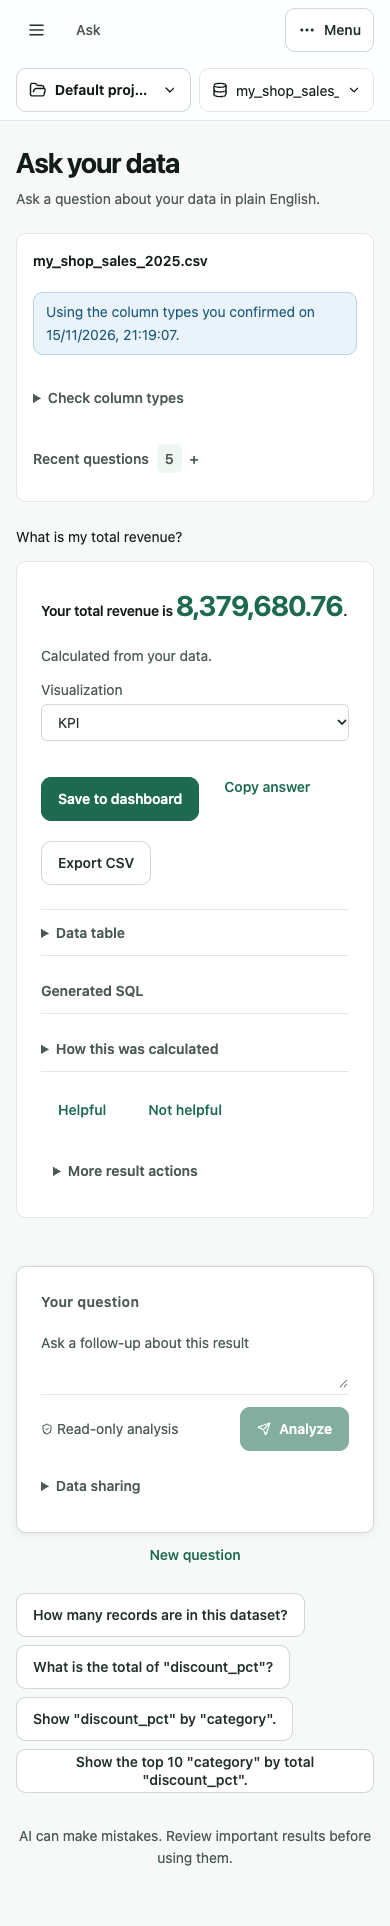 Ask
Menu
Default proj...
my_shop_sales_
Ask your data
Ask a question about your data in plain English.
my_shop_sales_2025.csv
Using the column types you confirmed on
15/11/2026, 21:19:07.
Check column types
Recent questions 5 +
What is my total revenue?
Your total revenue is 8,379,680.76.
Calculated from your data.
Visualization
KPI
Save to dashboard
Copy answer
Export CSV
Data table
Generated SQL
How this was calculated
Helpful
Not helpful
More result actions
Your question
Ask a follow-up about this result
Read-only analysis
Analyze
Data sharing
New question
How many records are in this dataset?
What is the total of "discount_pct"?
Show "discount_pct" by "category".
Show the top 10 "category" by total
"discount_pct".
AI can make mistakes. Review important results before
using them.